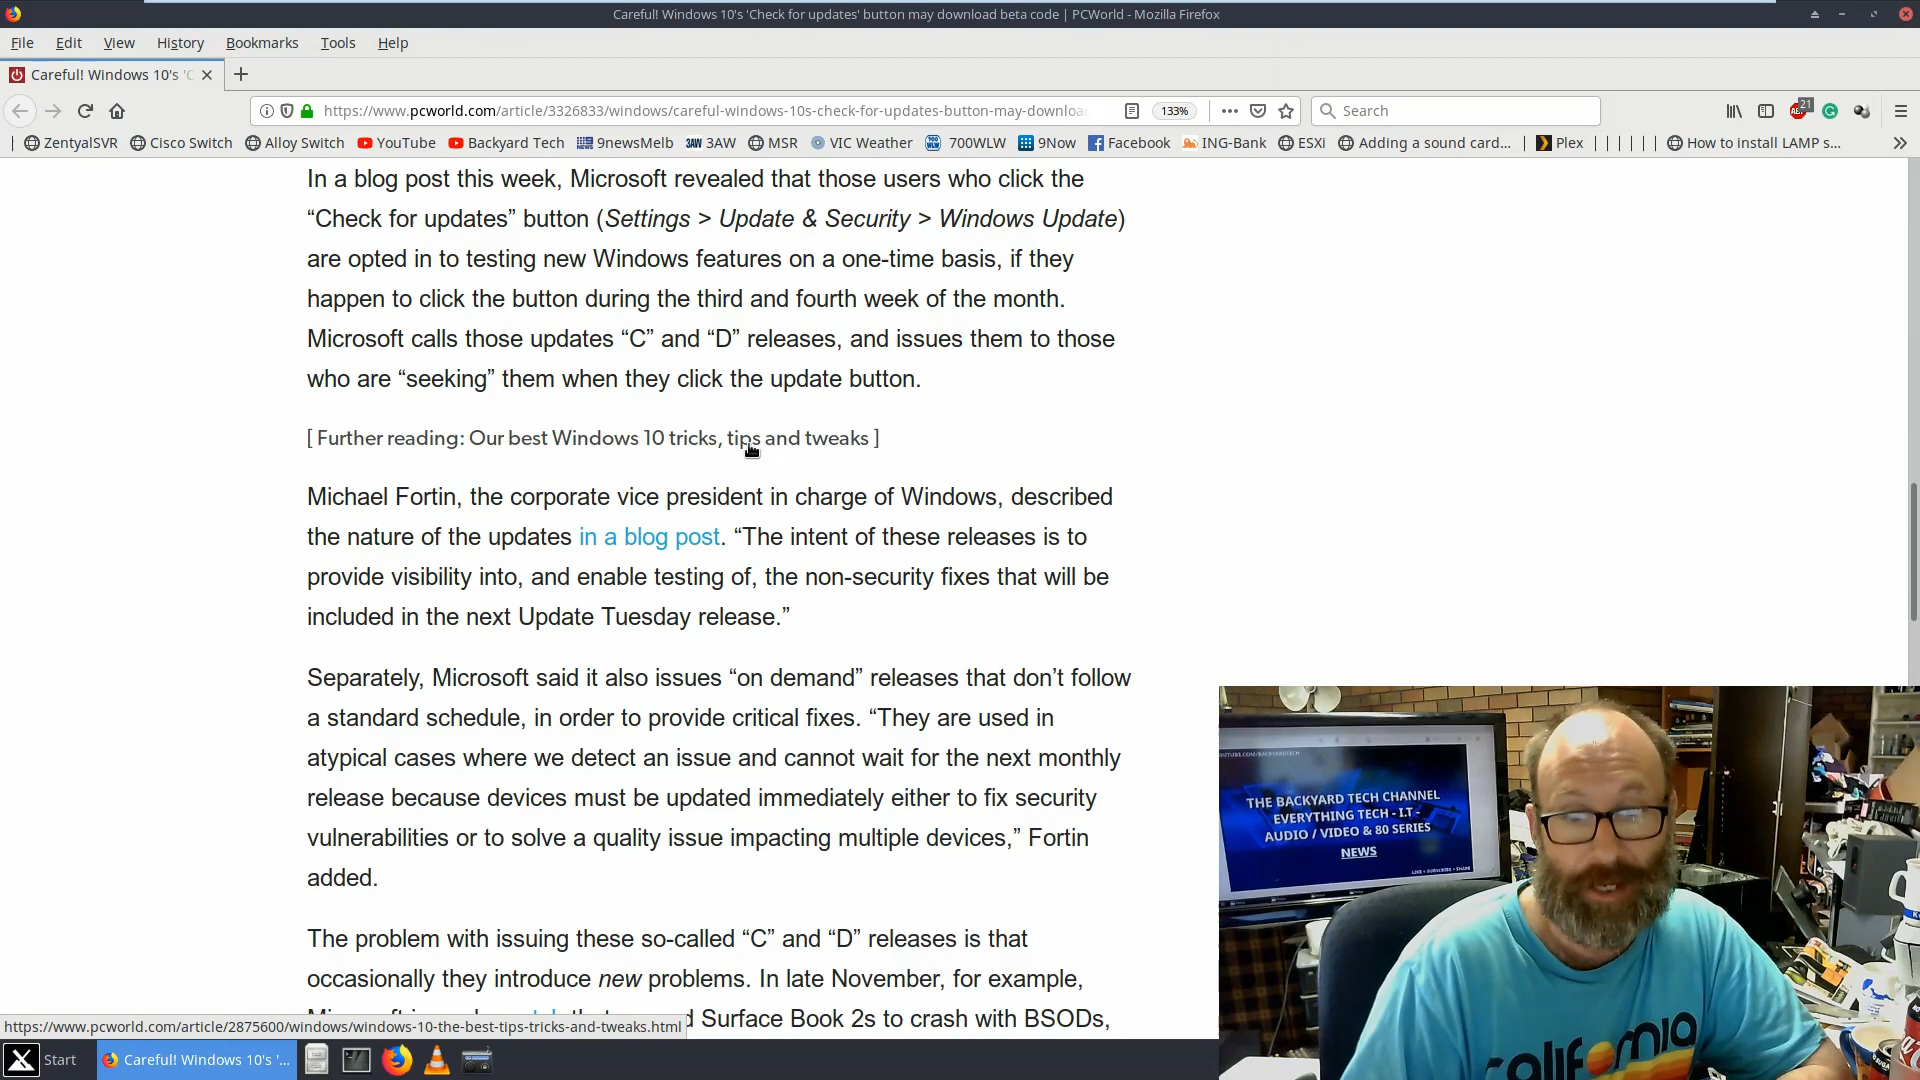 Careful! Windows 10's 'Check for updates' button may download beta code | PCWorld - Mozilla Firefox
File Edit View History Bookmarks Tools Help
Careful! Windows 10's 'C
https://www.pcworld.com/article/3326833/windows/careful-windows-10s-check-for-updates-button-may-downloa
133%
Search
21
ZentyalSVR Cisco Switch Alloy Switch YouTube Backyard Tech 9newsMelb 3AW 3AW MSR VIC Weather 700WLW 9Now Facebook ING-Bank ESXi Adding a sound card... Plex How to install LAMP s...
In a blog post this week, Microsoft revealed that those users who click the
“Check for updates” button (Settings > Update & Security > Windows Update)
are opted in to testing new Windows features on a one-time basis, if they
happen to click the button during the third and fourth week of the month.
Microsoft calls those updates “C” and “D” releases, and issues them to those
who are “seeking” them when they click the update button.
[ Further reading: Our best Windows 10 tricks, tips and tweaks ]
Michael Fortin, the corporate vice president in charge of Windows, described
the nature of the updates in a blog post. “The intent of these releases is to
provide visibility into, and enable testing of, the non-security fixes that will be
included in the next Update Tuesday release.”
Separately, Microsoft said it also issues “on demand” releases that don’t follow
a standard schedule, in order to provide critical fixes. “They are used in
atypical cases where we detect an issue and cannot wait for the next monthly
release because devices must be updated immediately either to fix security
vulnerabilities or to solve a quality issue impacting multiple devices,” Fortin
added.
The problem with issuing these so-called “C” and “D” releases is that
occasionally they introduce new problems. In late November, for example,
Surface Book 2s to crash with BSODs,
https://www.pcworld.com/article/2875600/windows/windows-10-the-best-tips-tricks-and-tweaks.html
Start
Careful! Windows 10's '...
THE BACKYARD TECH CHANNEL
EVERYTHING TECH - I.T -
AUDIO / VIDEO & 80 SERIES
NEWS
LIKE + SUBSCRIBE + SHARE
california